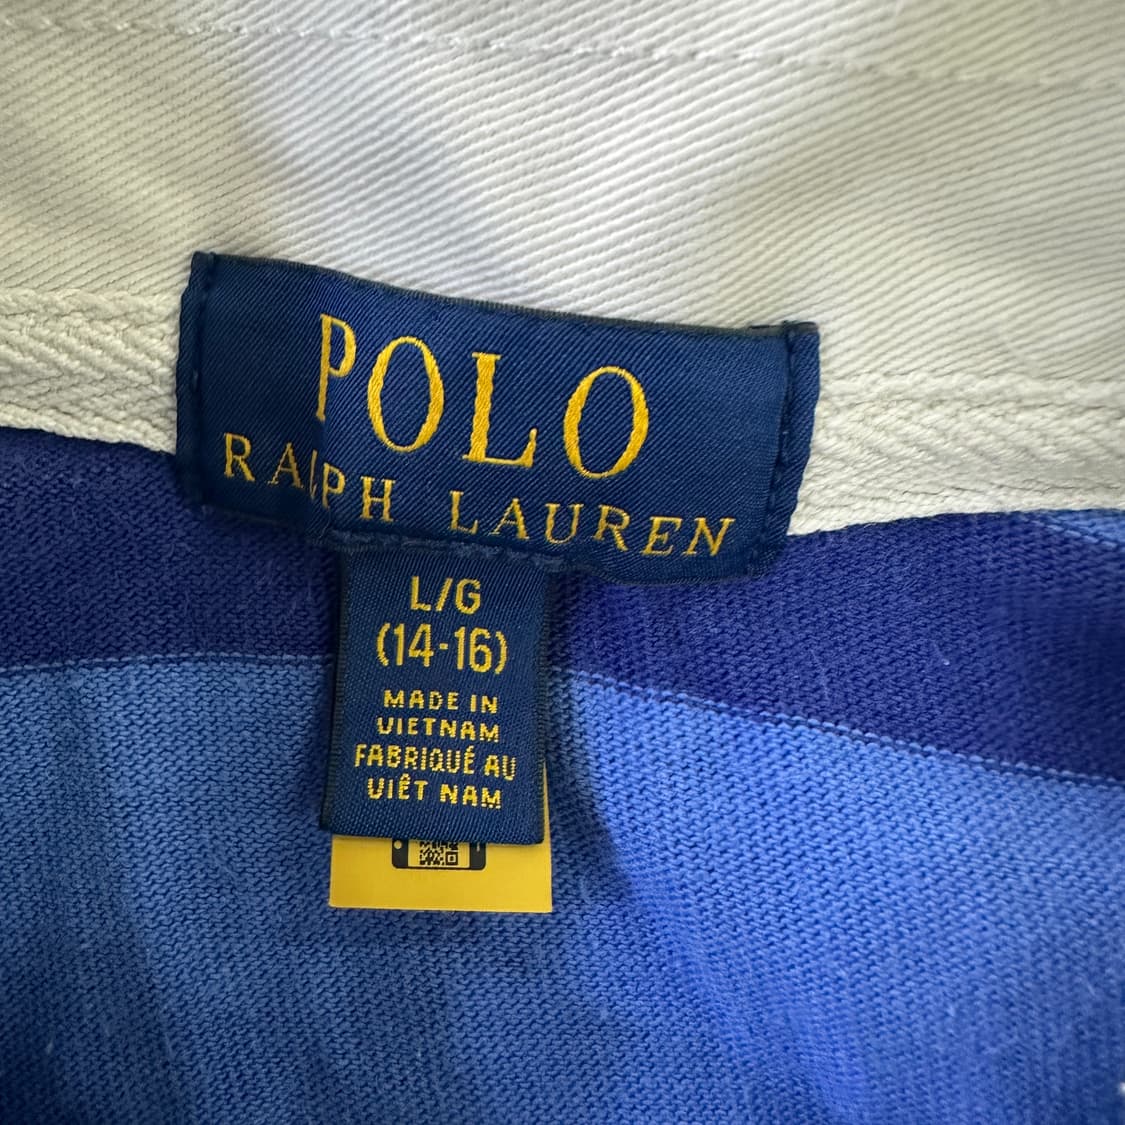 POLO
RALPH LAUREN
L/G
(14-16)
MADE IN
VIETNAM
FABRIQUÉ AU
VIÊT NAM